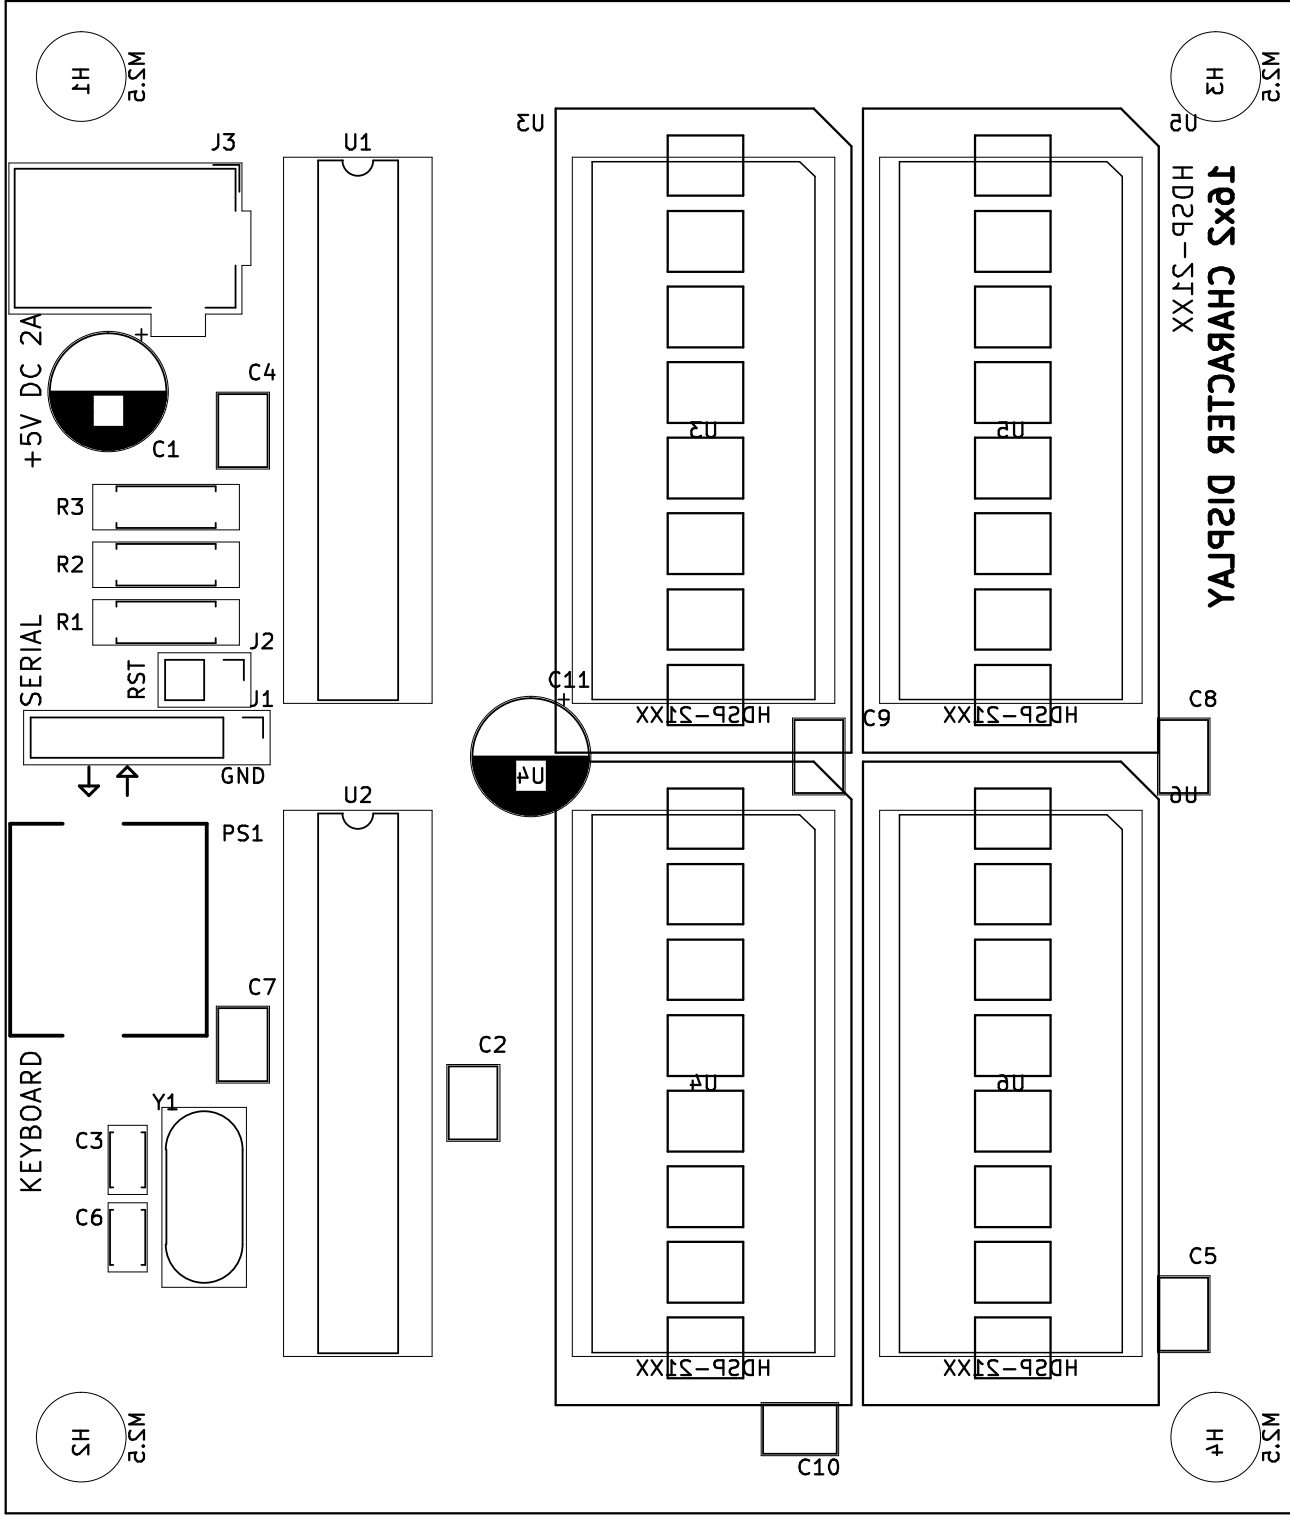 H1
M2.5
H3
M2.5
U3
U5
J3
U1
16x2 CHARACTER DISPLAY
HDSP-21XX
+5V DC 2A
+
C1
C4
U3
U5
R3
R2
R1
SERIAL
RST
J2
J1
GND
C11
+
U4
HDSP-21XX
C9
HDSP-21XX
C8
U6
U2
PS1
C7
C2
KEYBOARD
U4
U6
Y1
C3
C6
C5
HDSP-21XX
HDSP-21XX
H2
M2.5
C10
H4
M2.5